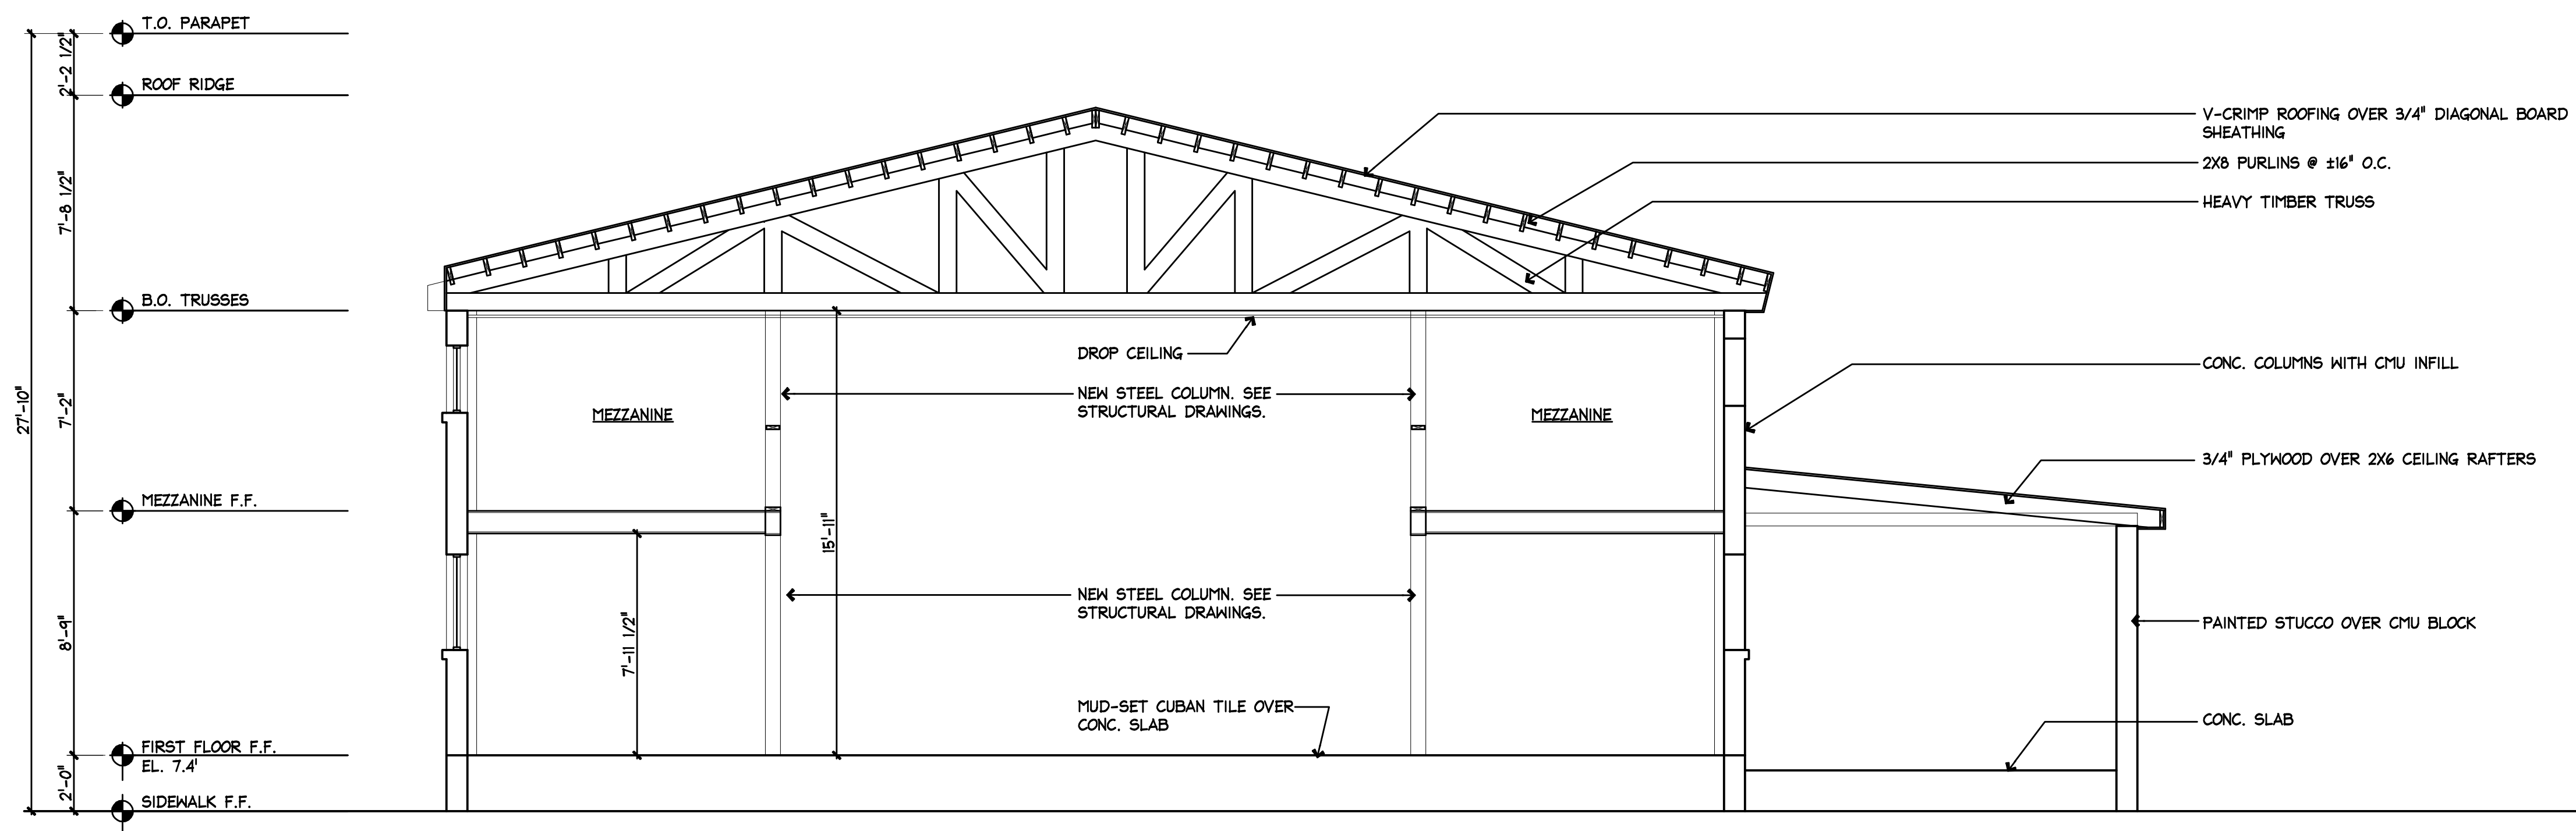 T.O. PARAPET
2'-2 1/2"
ROOF RIDGE
7'-8 1/2"
B.O. TRUSSES
27'-10"
7'-2"
MEZZANINE F.F.
8'-9"
FIRST FLOOR F.F.
EL. 7.4'
2'-0"
SIDEWALK F.F.
MEZZANINE
7'-11 1/2"
15'-11"
DROP CEILING
NEW STEEL COLUMN. SEE
STRUCTURAL DRAWINGS.
NEW STEEL COLUMN. SEE
STRUCTURAL DRAWINGS.
MUD-SET CUBAN TILE OVER
CONC. SLAB
MEZZANINE
V-CRIMP ROOFING OVER 3/4" DIAGONAL BOARD
SHEATHING
2X8 PURLINS @ ±16" O.C.
HEAVY TIMBER TRUSS
CONC. COLUMNS WITH CMU INFILL
3/4" PLYWOOD OVER 2X6 CEILING RAFTERS
PAINTED STUCCO OVER CMU BLOCK
CONC. SLAB